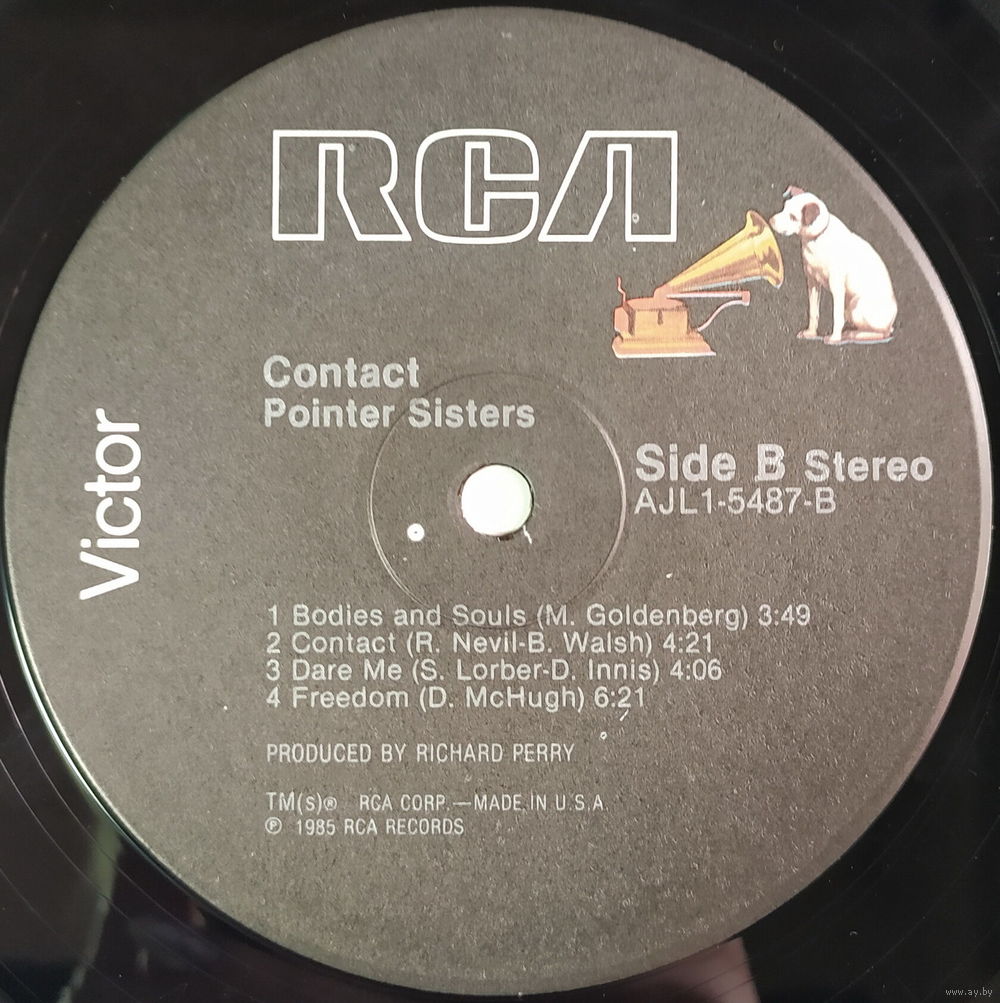 RCA
Contact
Pointer Sisters
Victor
Side B Stereo
AJL1-5487-B
1 Bodies and Souls (M. Goldenberg) 3:49
2 Contact (R. Nevil-B. Walsh) 4:21
3 Dare Me (S. Lorber-D. Innis) 4:06
4 Freedom (D. McHugh) 6:21
PRODUCED BY RICHARD PERRY
TM(s)® RCA CORP.—MADE IN U.S.A.
℗ 1985 RCA RECORDS
www.ay.by